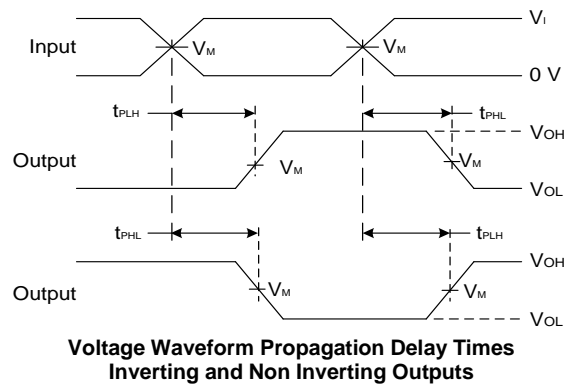 Input
VM
VM
VI
0 V
tPLH
tPHL
Output
VM
VM
VOH
VOL
tPHL
tPLH
Output
VM
VM
VOH
VOL
Voltage Waveform Propagation Delay Times
Inverting and Non Inverting Outputs